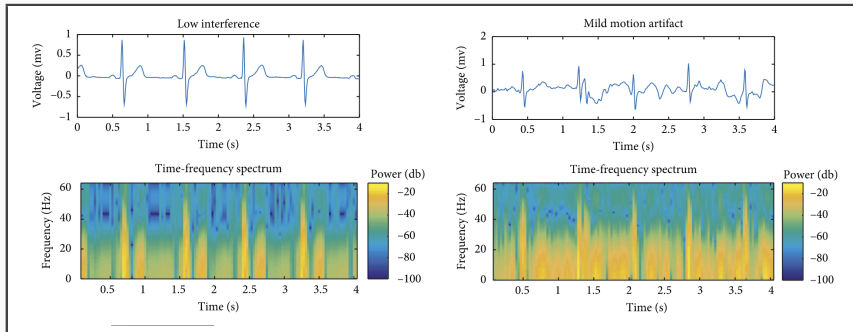 Low interference
1
0.5
0
−0.5
−1
Voltage (mv)
0 0.5 1 1.5 2 2.5 3 3.5 4
Time (s)
Mild motion artifact
2
1
0
−1
Voltage (mv)
0 0.5 1 1.5 2 2.5 3 3.5 4
Time (s)
Time-frequency spectrum
Power (db)
60
40
20
0
Frequency (Hz)
−20
−40
−60
−80
−100
0.5 1 1.5 2 2.5 3 3.5 4
Time (s)
Time-frequency spectrum
Power (db)
60
40
20
0
Frequency (Hz)
−20
−40
−60
−80
−100
0.5 1 1.5 2 2.5 3 3.5 4
Time (s)